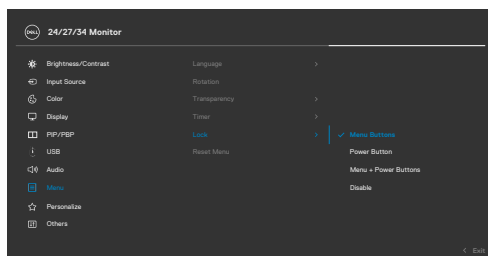 DELL
24/27/34 Monitor
Brightness/Contrast
Input Source
Color
Display
PIP/PBP
USB
Audio
Menu
Personalize
Others
Language
Rotation
Transparency
Timer
Lock
Reset Menu
Menu Buttons
Power Button
Menu + Power Buttons
Disable
Exit